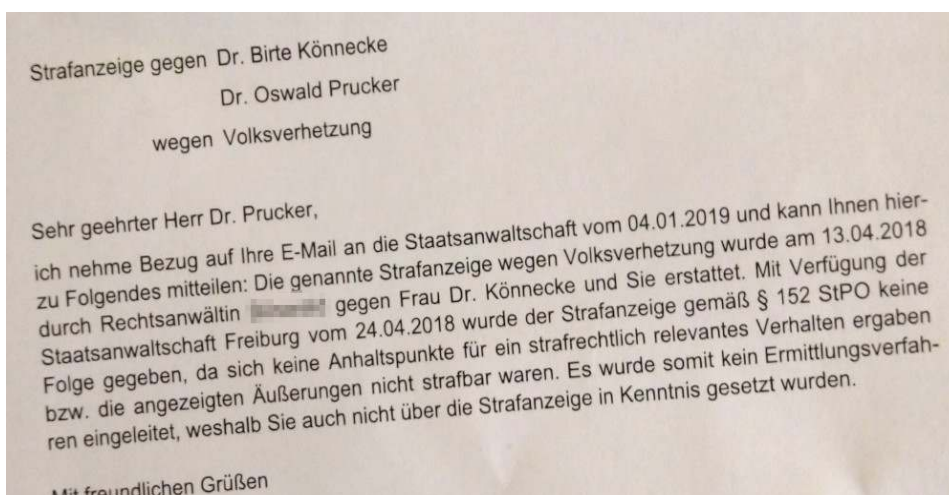 Strafanzeige gegen Dr. Birte Könnecke
Dr. Oswald Prucker
wegen Volksverhetzung
Sehr geehrter Herr Dr. Prucker,
ich nehme Bezug auf Ihre E-Mail an die Staatsanwaltschaft vom 04.01.2019 und kann Ihnen hier-
zu Folgendes mitteilen: Die genannte Strafanzeige wegen Volksverhetzung wurde am 13.04.2018
durch Rechtsanwältin gegen Frau Dr. Könnecke und Sie erstattet. Mit Verfügung der
Staatsanwaltschaft Freiburg vom 24.04.2018 wurde der Strafanzeige gemäß § 152 StPO keine
Folge gegeben, da sich keine Anhaltspunkte für ein strafrechtlich relevantes Verhalten ergaben
bzw. die angezeigten Äußerungen nicht strafbar waren. Es wurde somit kein Ermittlungsverfah-
ren eingeleitet, weshalb Sie auch nicht über die Strafanzeige in Kenntnis gesetzt wurden.
Mit freundlichen Grüßen